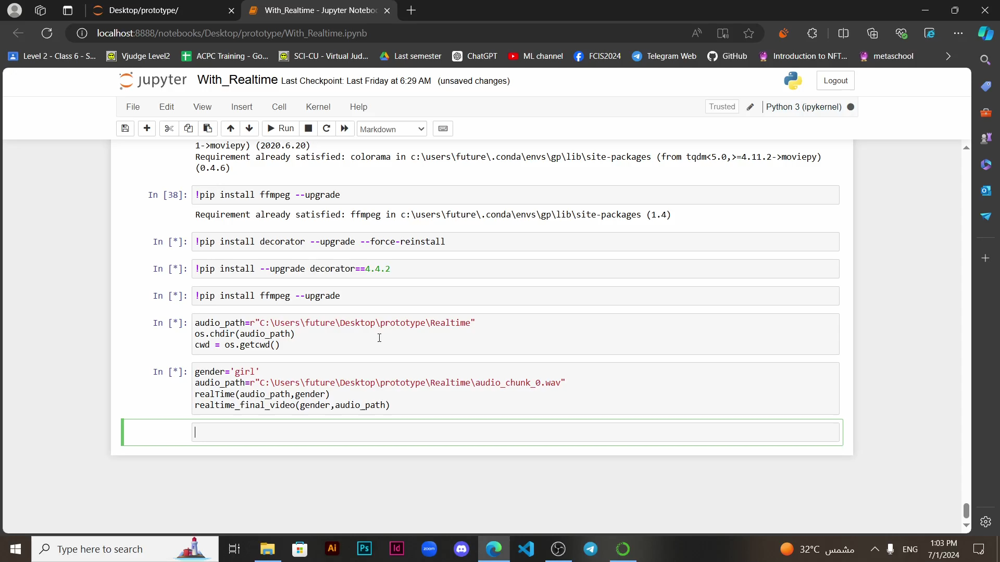 Desktop/prototype/
With_Realtime - Jupyter Notebo
localhost:8888/notebooks/Desktop/prototype/With_Realtime.ipynb
Level 2 - Class 6 - S... Vjudge Level2 ACPC Training - Go... SCI-CU - Virtual Jud... Last semester ChatGPT ML channel FCIS2024 Telegram Web GitHub Introduction to NFT... metaschool
jupyter With_Realtime Last Checkpoint: Last Friday at 6:29 AM (unsaved changes) Logout
File Edit View Insert Cell Kernel Help Trusted Python 3 (ipykernel)
Run Markdown
1->moviepy) (2020.6.20)
Requirement already satisfied: colorama in c:\users\future\.conda\envs\gp\lib\site-packages (from tqdm<5.0,>=4.11.2->moviepy)
(0.4.6)
In [38]: !pip install ffmpeg --upgrade
Requirement already satisfied: ffmpeg in c:\users\future\.conda\envs\gp\lib\site-packages (1.4)
In [*]: !pip install decorator --upgrade --force-reinstall
In [*]: !pip install --upgrade decorator==4.4.2
In [*]: !pip install ffmpeg --upgrade
In [*]: audio_path=r"C:\Users\future\Desktop\prototype\Realtime"
os.chdir(audio_path)
cwd = os.getcwd()
In [*]: gender='girl'
audio_path=r"C:\Users\future\Desktop\prototype\Realtime\audio_chunk_0.wav"
realTime(audio_path,gender)
realtime_final_video(gender,audio_path)
Type here to search
Ai Ps Id zoom
32°C مشمس
ENG
1:03 PM
7/1/2024